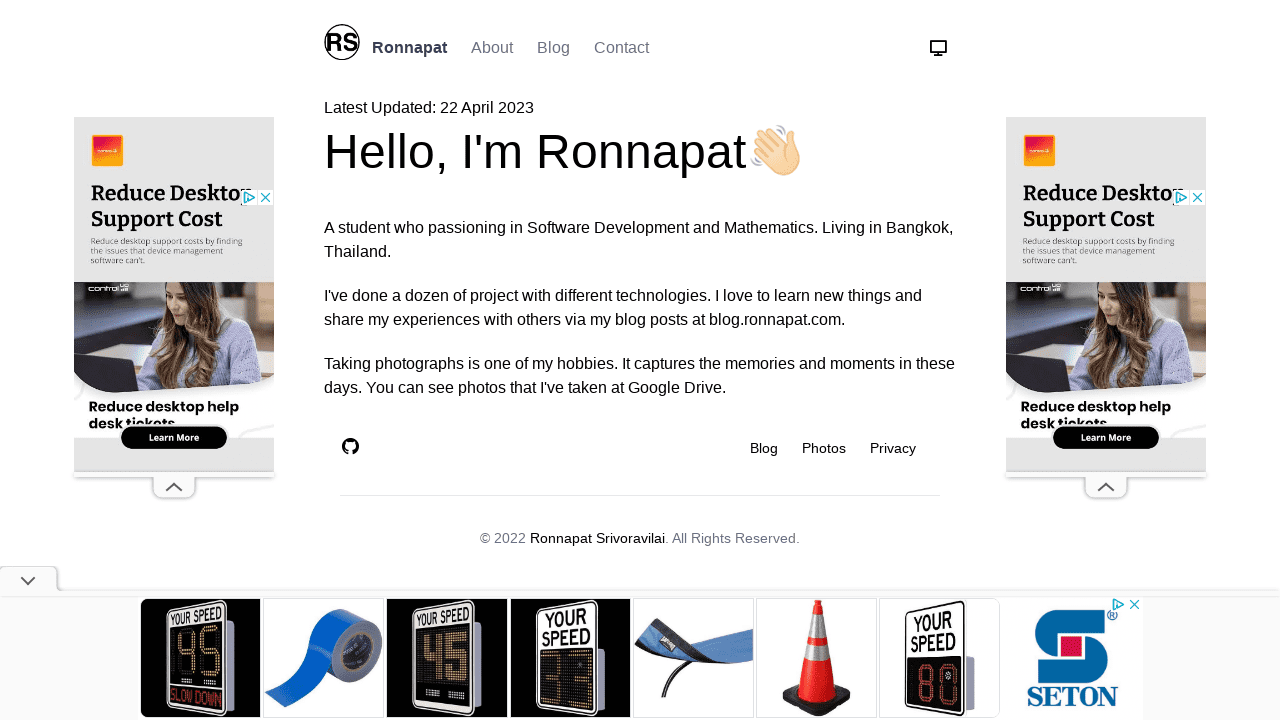 RS
Ronnapat About Blog Contact
Latest Updated: 22 April 2023
Hello, I'm Ronnapat
A student who passioning in Software Development and Mathematics. Living in Bangkok,
Thailand.
I've done a dozen of project with different technologies. I love to learn new things and
share my experiences with others via my blog posts at blog.ronnapat.com.
Taking photographs is one of my hobbies. It captures the memories and moments in these
days. You can see photos that I've taken at Google Drive.
Blog Photos Privacy
© 2022 Ronnapat Srivoravilai. All Rights Reserved.
Reduce Desktop
Support Cost
Reduce desktop support costs by finding
the issues that device management
software can't.
control
Reduce desktop help
desk tickets
Learn More
Reduce Desktop
Support Cost
Reduce desktop support costs by finding
the issues that device management
software can't.
control
Reduce desktop help
desk tickets
Learn More
YOUR SPEED
45
SLOW DOWN
YOUR SPEED
YOUR
SPEED
YOUR
SPEED
80
SETON
®